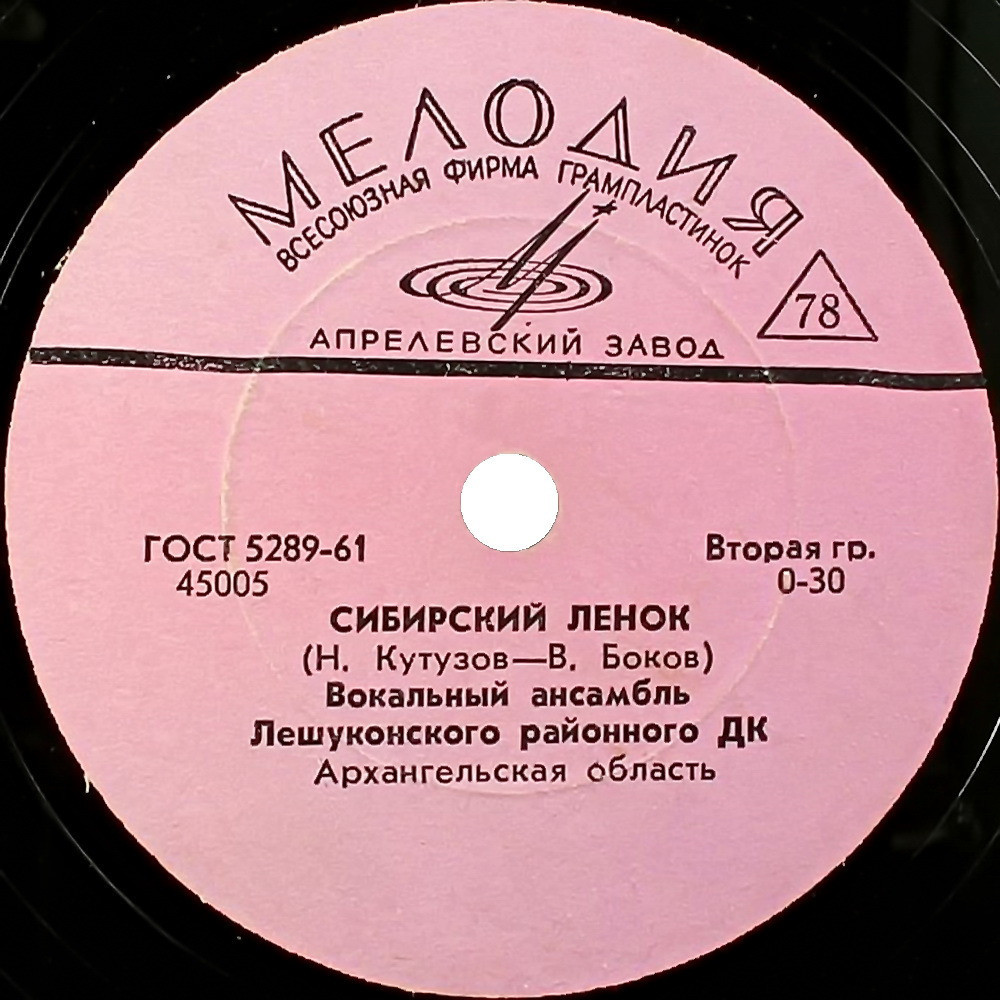 МЕЛОДИЯ
ВСЕСОЮЗНАЯ ФИРМА ГРАМПЛАСТИНОК
78
АПРЕЛЕВСКИЙ ЗАВОД
ГОСТ 5289-61 Вторая гр.
45005 0-30
СИБИРСКИЙ ЛЕНОК
(Н. Кутузов—В. Боков)
Вокальный ансамбль
Лешуконского районного ДК
Архангельская область